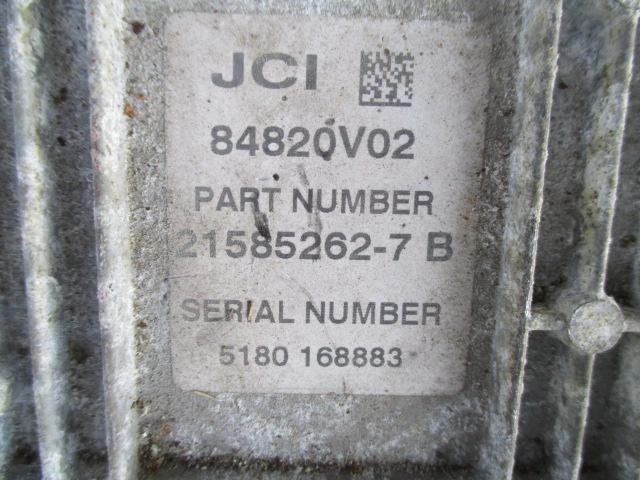 JCI
84820V02
PART NUMBER
21585262-7 B
SERIAL NUMBER
5180 168883